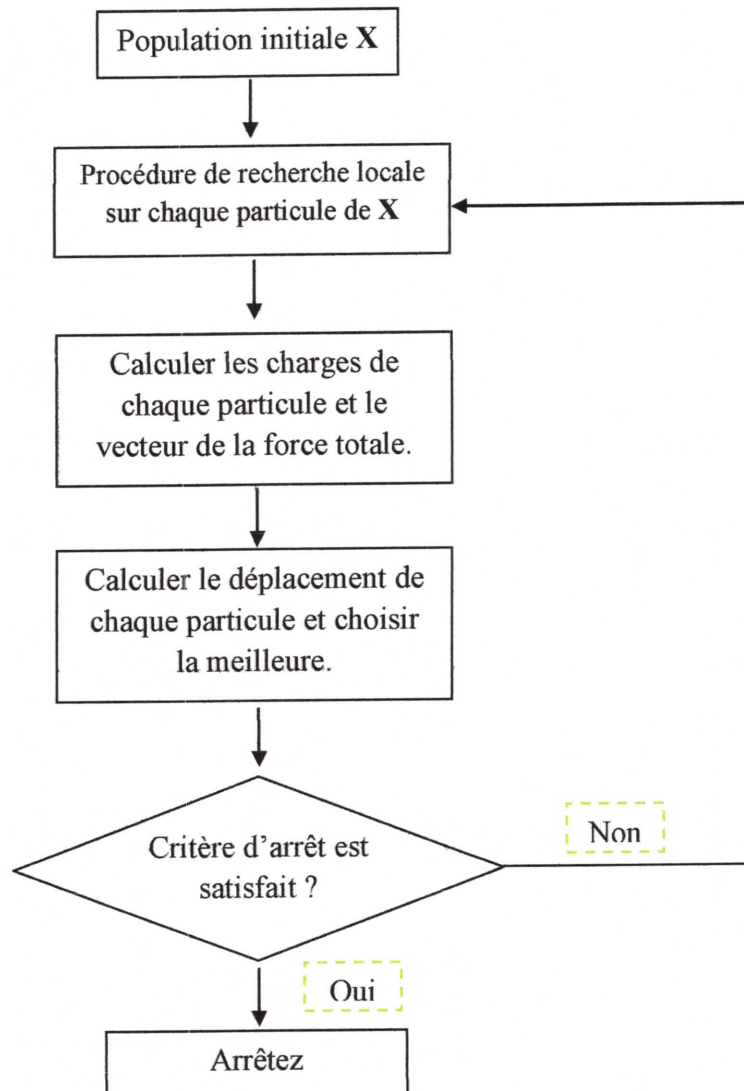 Population initiale X
Procédure de recherche locale
sur chaque particule de X
Calculer les charges de
chaque particule et le
vecteur de la force totale.
Calculer le déplacement de
chaque particule et choisir
la meilleure.
Critère d'arrêt est
satisfait ?
Non
Oui
Arrêtez